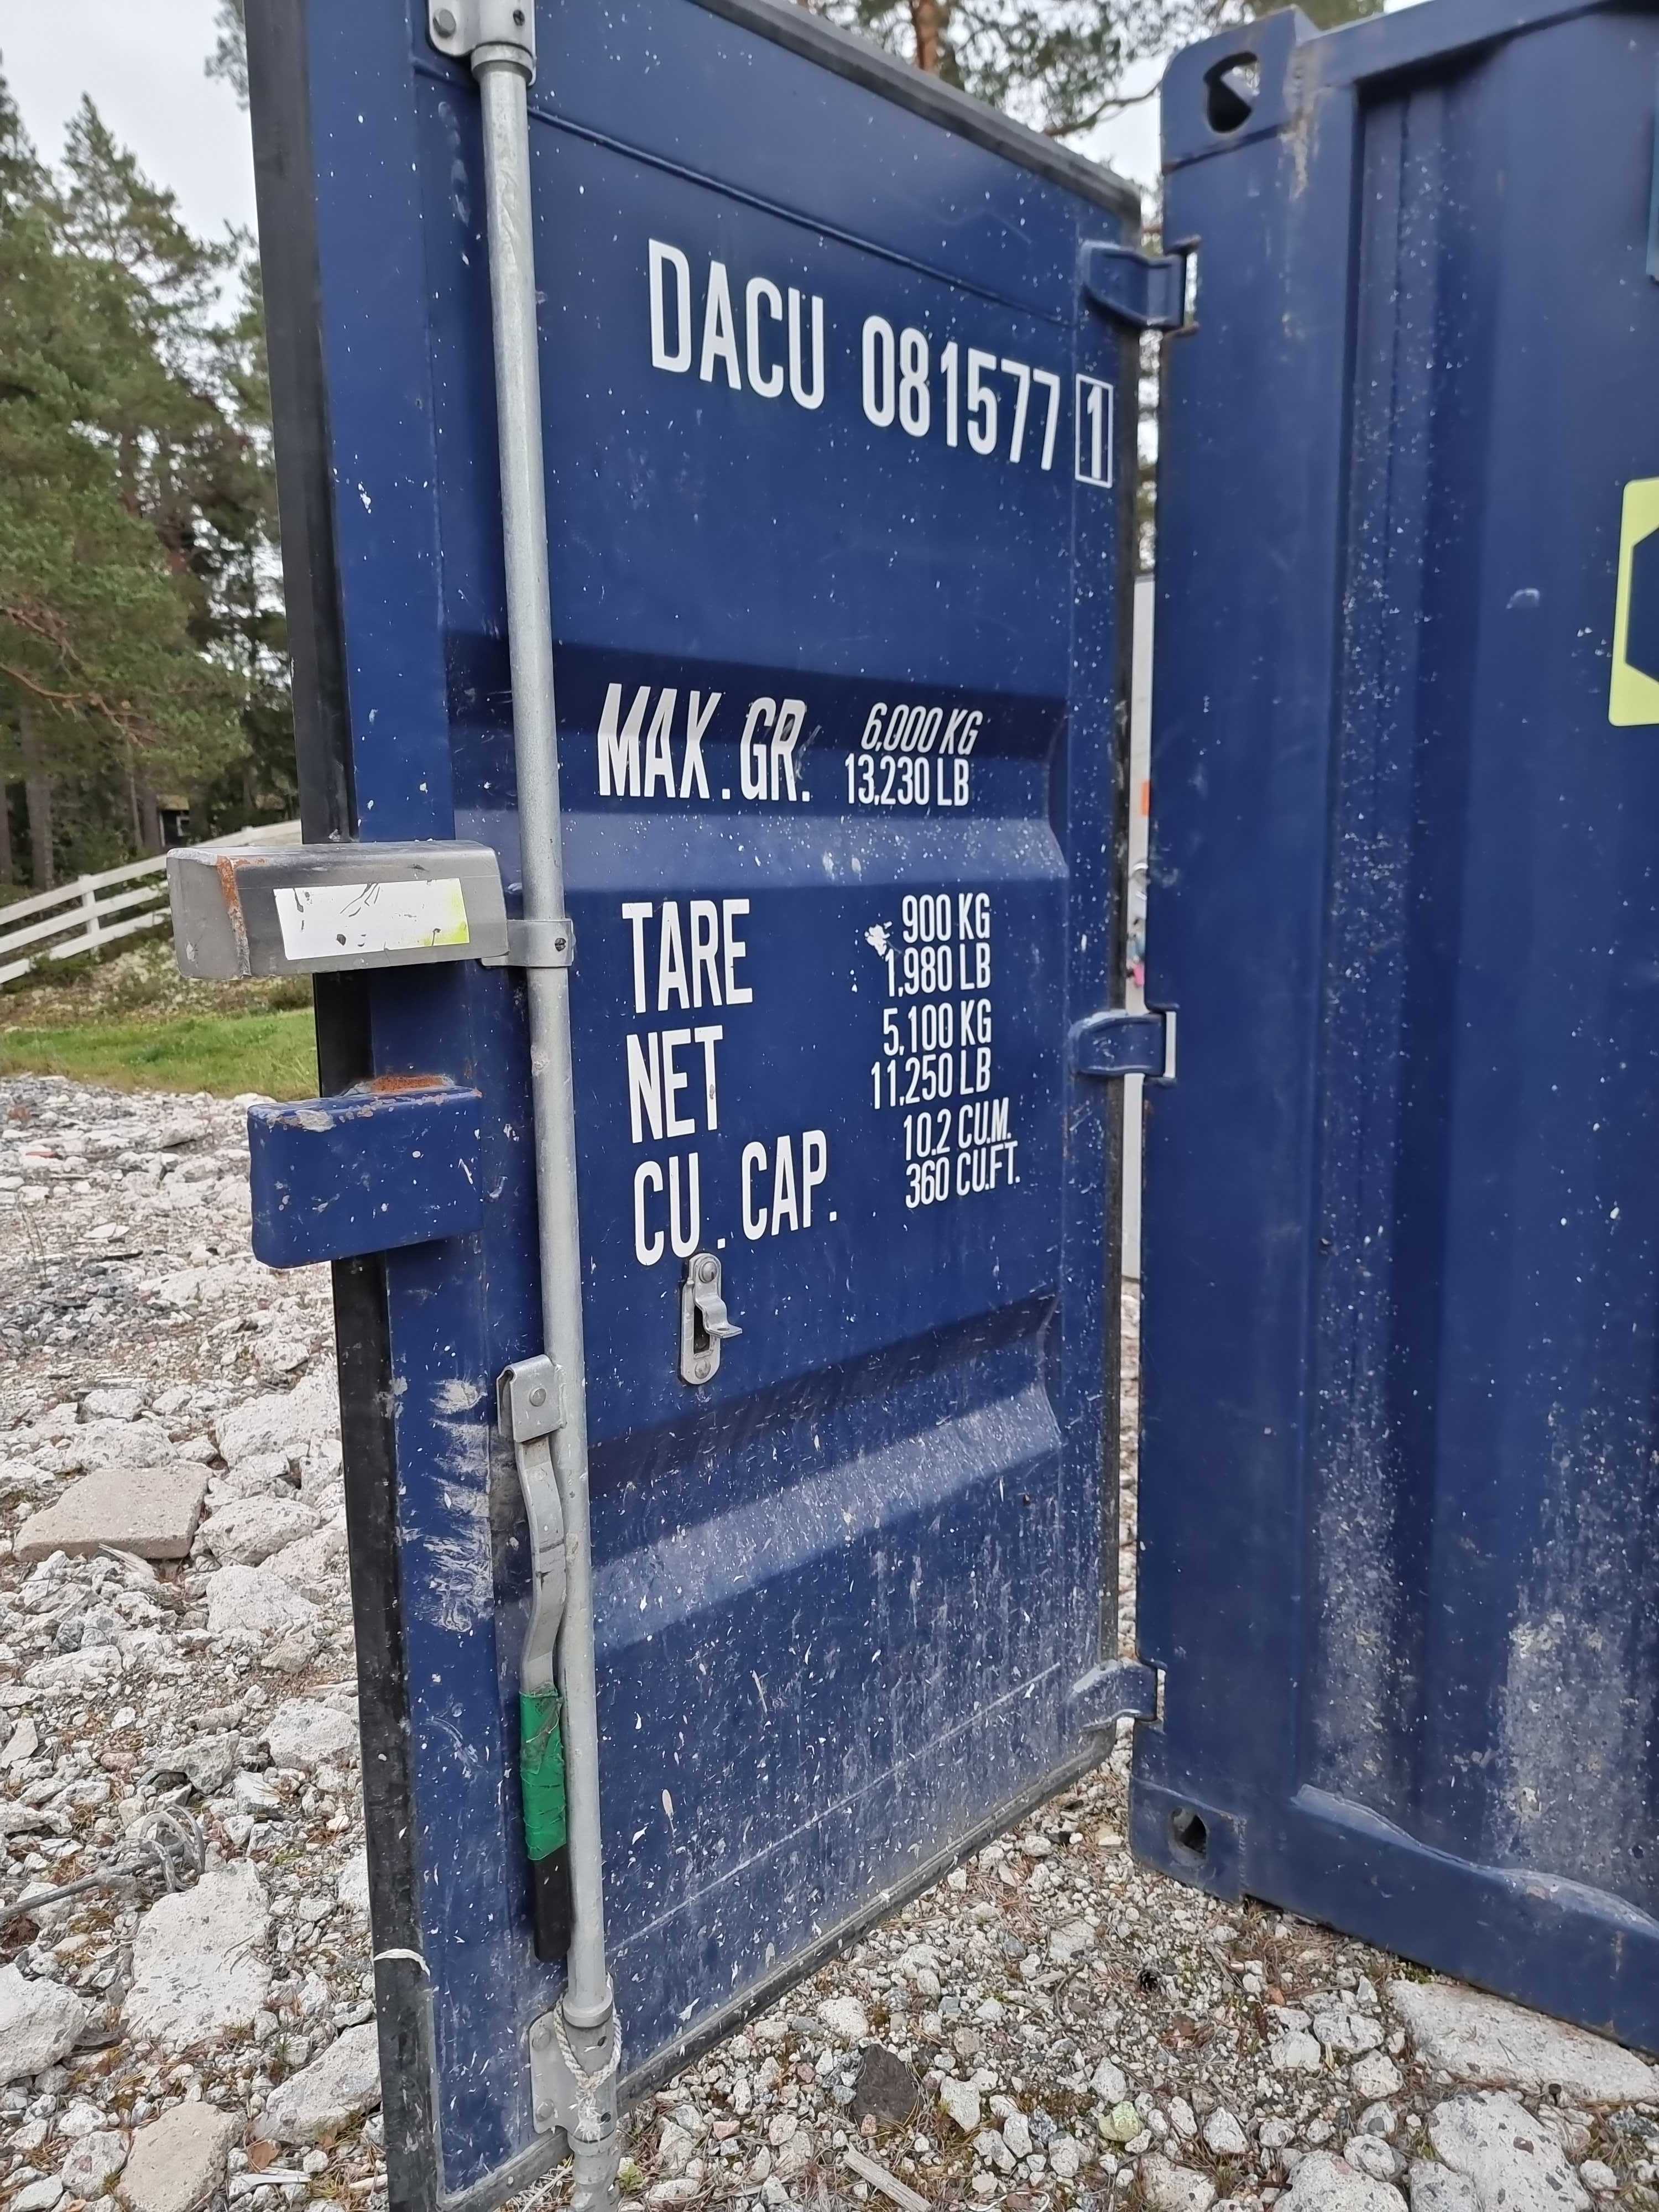 DACU 081577 1
MAX. GR. 6,000 KG
13,230 LB
TARE 900 KG
1,980 LB
NET 5,100 KG
11,250 LB
CU. CAP. 10.2 CU.M.
360 CU.FT.